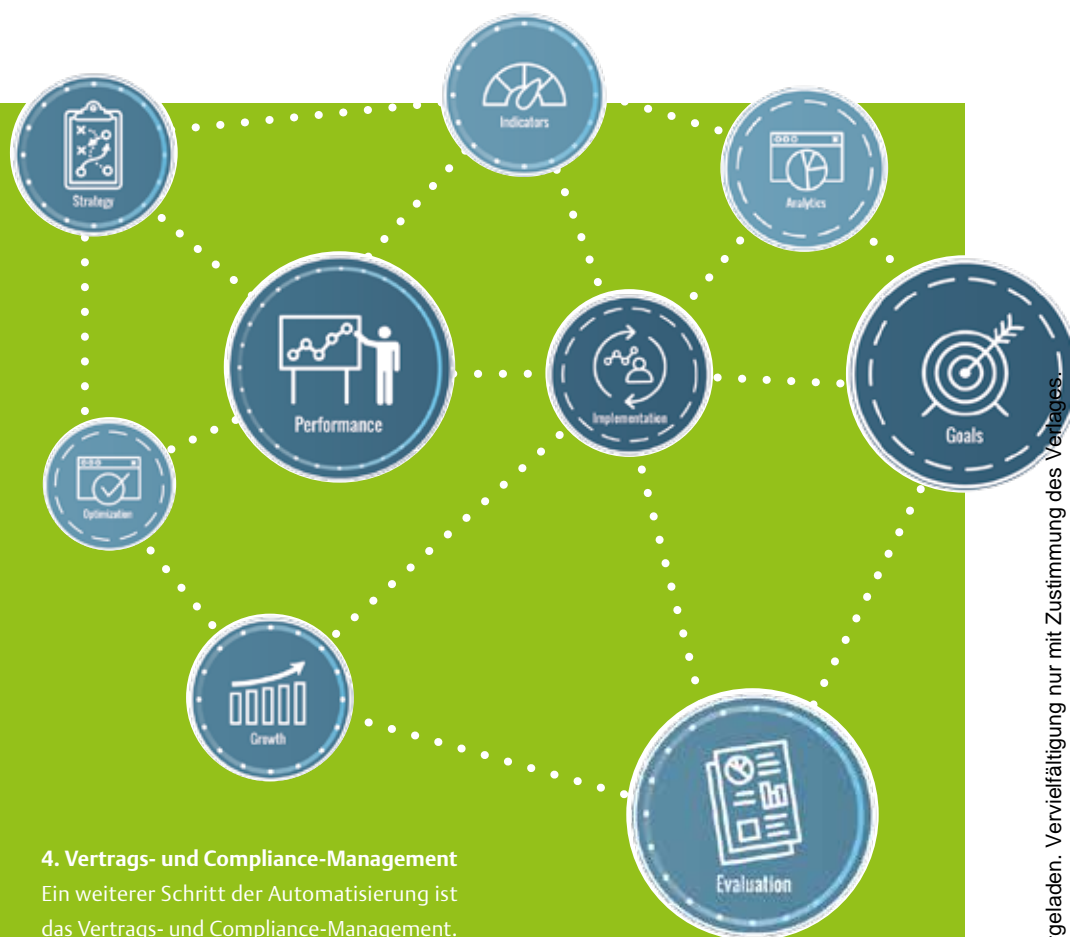 Indicators
Strategy
Analytics
Performance
Implementation
Goals
Optimization
Growth
Evaluation
4. Vertrags- und Compliance-Management
Ein weiterer Schritt der Automatisierung ist
das Vertrags- und Compliance-Management.
rgeladen. Vervielfältigung nur mit Zustimmung des Verlages.